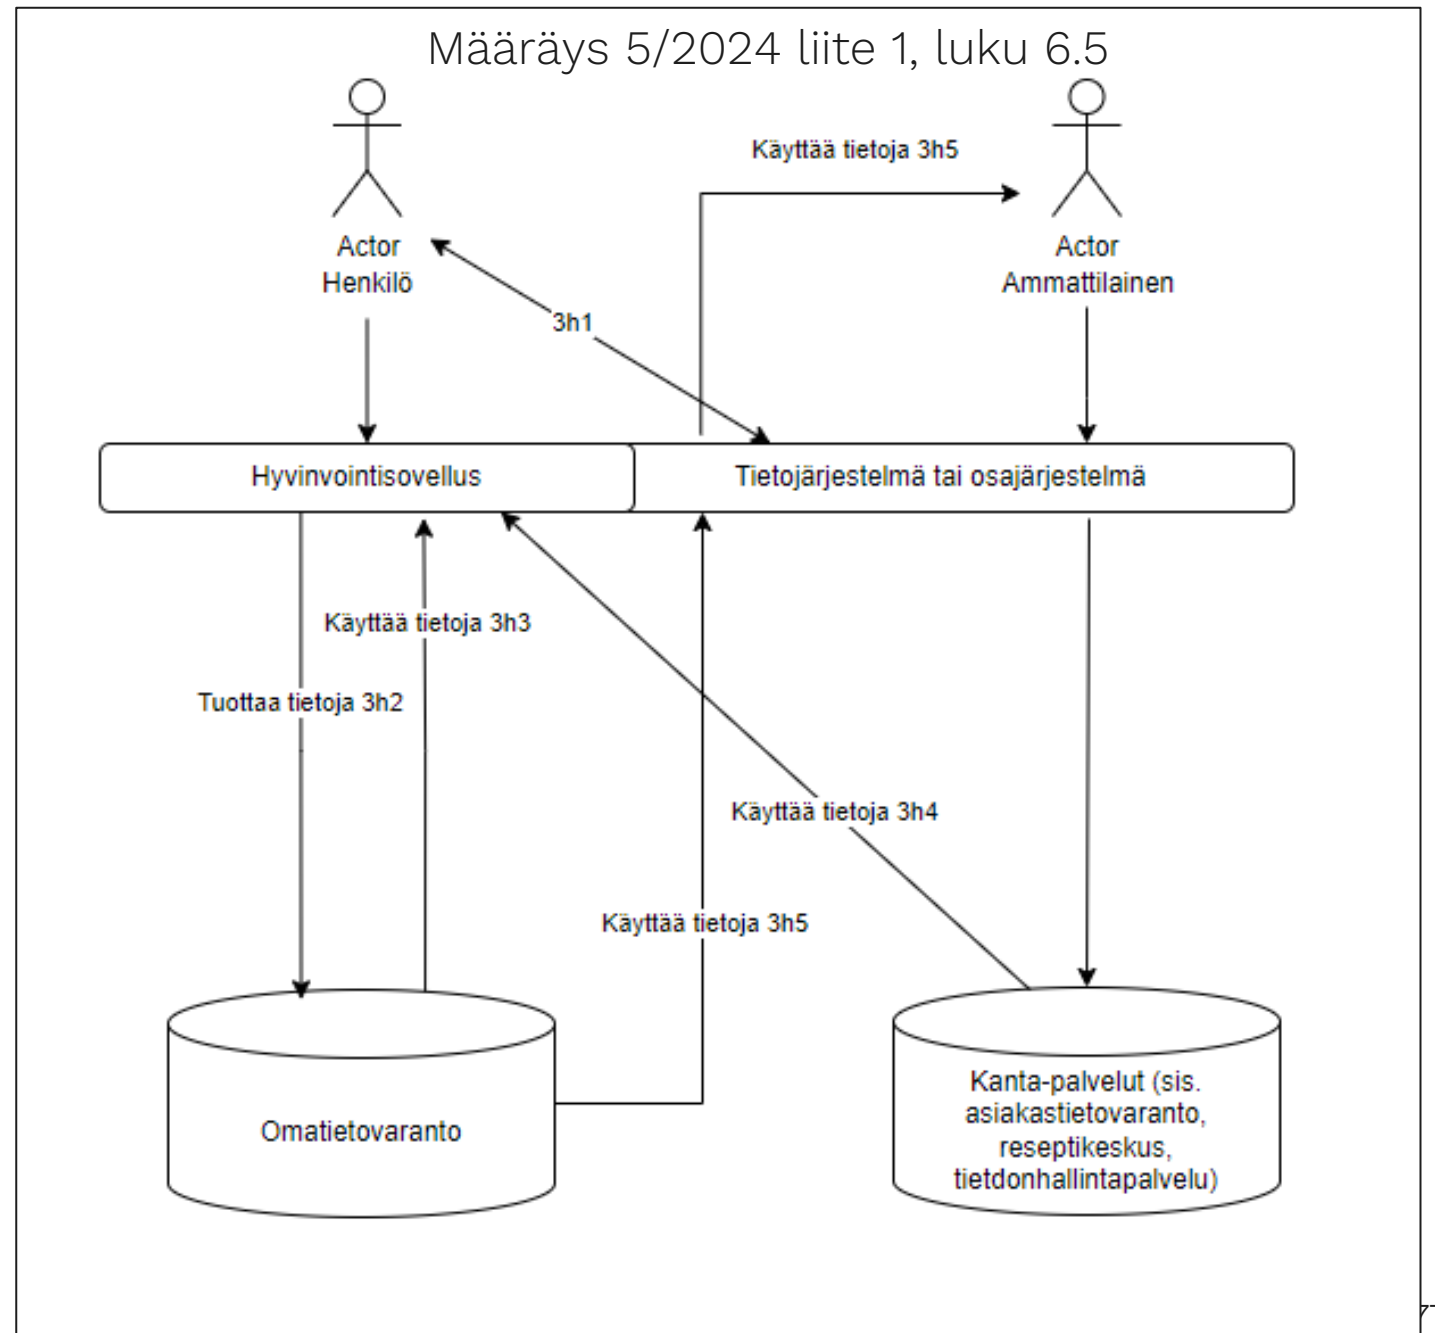 Määräys 5/2024 liite 1, luku 6.5
Käyttää tietoja 3h5
Actor
Henkilö
Actor
Ammattilainen
3h1
Hyvinvointisovellus
Tietojärjestelmä tai osajärjestelmä
Käyttää tietoja 3h3
Tuottaa tietoja 3h2
Käyttää tietoja 3h4
Käyttää tietoja 3h5
Omatietovaranto
Kanta-palvelut (sis.
asiakastietovaranto,
reseptikeskus,
tietdonhallintapalvelu)